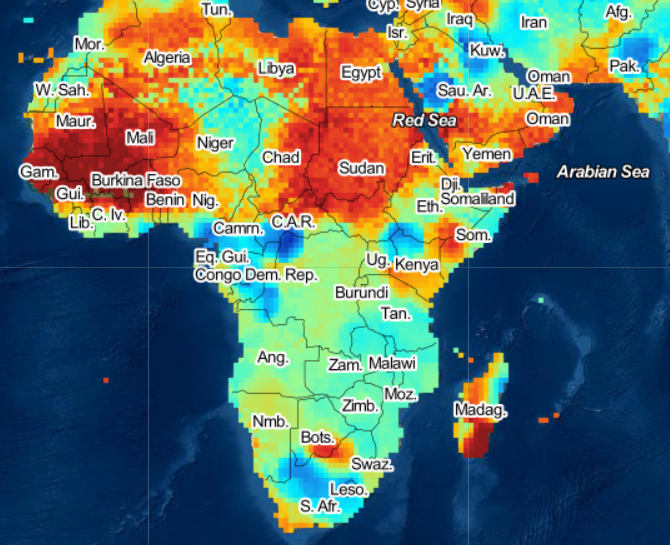 Tun.
Cyp.
Syria
Mor.
Isr.
Iraq
Iran
Afg.
Algeria
Libya
Egypt
Kuw.
Pak.
W. Sah.
Sau. Ar.
Oman
U.A.E.
Maur.
Mali
Niger
Red Sea
Oman
Chad
Sudan
Erit.
Yemen
Arabian Sea
Gam.
Burkina Faso
Dji.
Gui.
Benin
Nig.
Eth.
Somaliland
Lib.
C. Iv.
Camrn.
C.A.R.
Som.
Eq. Gui.
Ug.
Kenya
Congo
Dem. Rep.
Burundi
Tan.
Ang.
Zam.
Malawi
Moz.
Zimb.
Madag.
Nmb.
Bots.
Swaz.
Leso.
S. Afr.